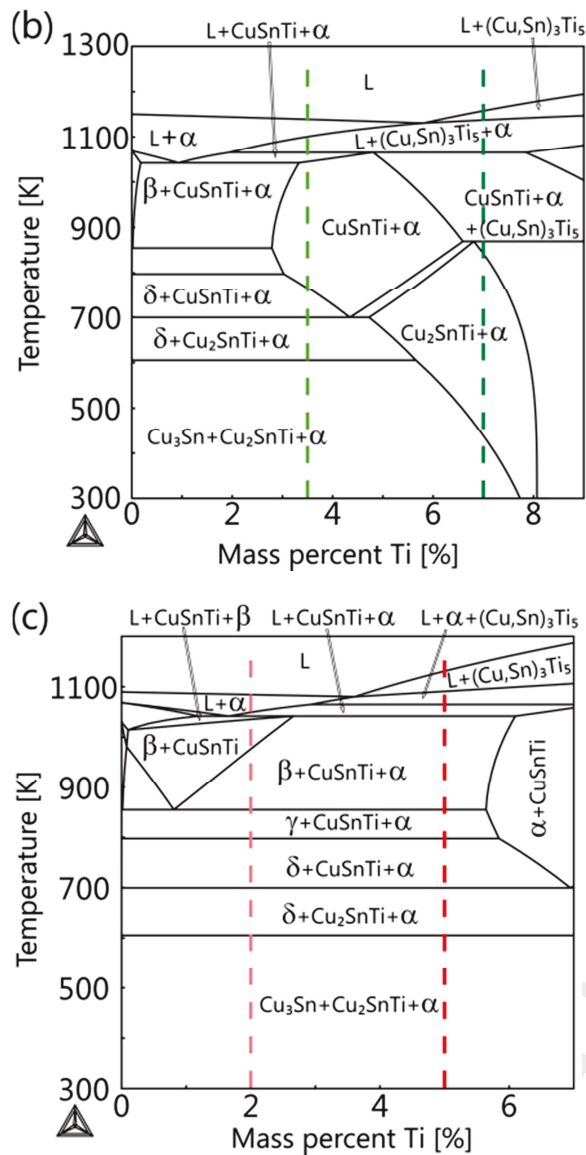 (b)
L+CuSnTi+α
L+(Cu,Sn)₃Ti₅
1300
1100
900
700
500
300
Temperature [K]
L
L+α
L+(Cu,Sn)₃Ti₅+α
β+CuSnTi+α
CuSnTi+α
CuSnTi+α
+(Cu,Sn)₃Ti₅
δ+CuSnTi+α
Cu₂SnTi+α
δ+Cu₂SnTi+α
Cu₃Sn+Cu₂SnTi+α
0 2 4 6 8
Mass percent Ti [%]
(c)
L+CuSnTi+β
L+CuSnTi+α
L+α+(Cu,Sn)₃Ti₅
1100
900
700
500
300
Temperature [K]
L
L+(Cu,Sn)₃Ti₅
L+α
β+CuSnTi
β+CuSnTi+α
α+CuSnTi
γ+CuSnTi+α
δ+CuSnTi+α
δ+Cu₂SnTi+α
Cu₃Sn+Cu₂SnTi+α
0 2 4 6
Mass percent Ti [%]